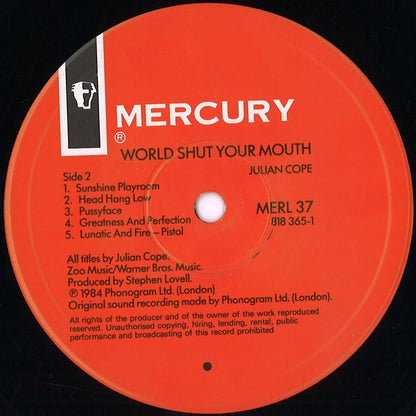 MERCURY
®
WORLD SHUT YOUR MOUTH
JULIAN COPE
Side 2
1. Sunshine Playroom
2. Head Hang Low
3. Pussyface
4. Greatness And Perfection
5. Lunatic And Fire – Pistol
MERL 37
818 365-1
All titles by Julian Cope.
Zoo Music/Warner Bros. Music.
Produced by Stephen Lovell.
℗ 1984 Phonogram Ltd. (London)
Original sound recording made by Phonogram Ltd. (London).
All rights of the producer and of the owner of the work reproduced
reserved. Unauthorised copying, hiring, lending, rental, public
performance and broadcasting of this record prohibited